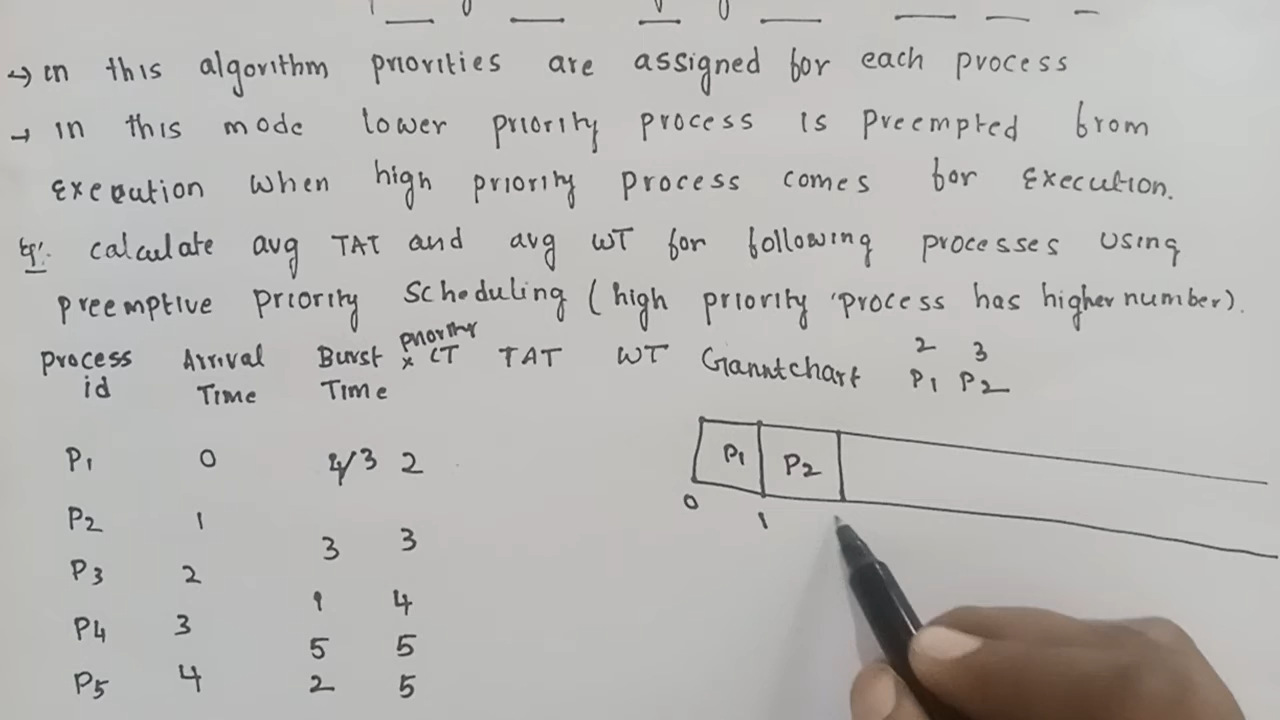 → in this algorithm priorities are assigned for each process
→ in this mode lower priority process is preempted from
execution when high priority process comes for execution.
Eg:- calculate avg TAT and avg WT for following processes using
preemptive priority scheduling (high priority process has higher number).
Process id Arrival Time Burst Time priority × CT TAT WT Ganntchart 2 3
P1 P2
P1 0 4/3 2
P2 1 3 3
P3 2 1 4
P4 3 5 5
P5 4 2 5
P1 P2
0 1